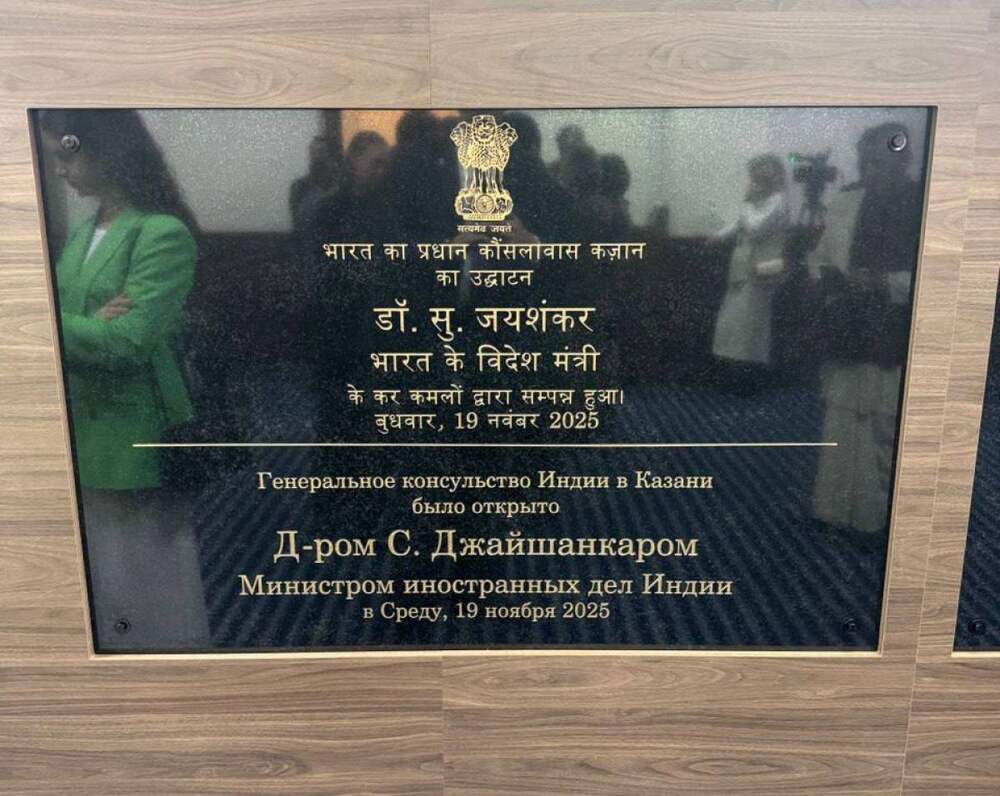 सत्यमेव जयते
भारत का प्रधान कौंसलावास कज़ान
का उद्घाटन
डॉ. सु. जयशंकर
भारत के विदेश मंत्री
के कर कमलों द्वारा सम्पन्न हुआ।
बुधवार, 19 नवंबर 2025
Генеральное консульство Индии в Казани
было открыто
Д-ром С. Джайшанкаром
Министром иностранных дел Индии
в Среду, 19 ноября 2025